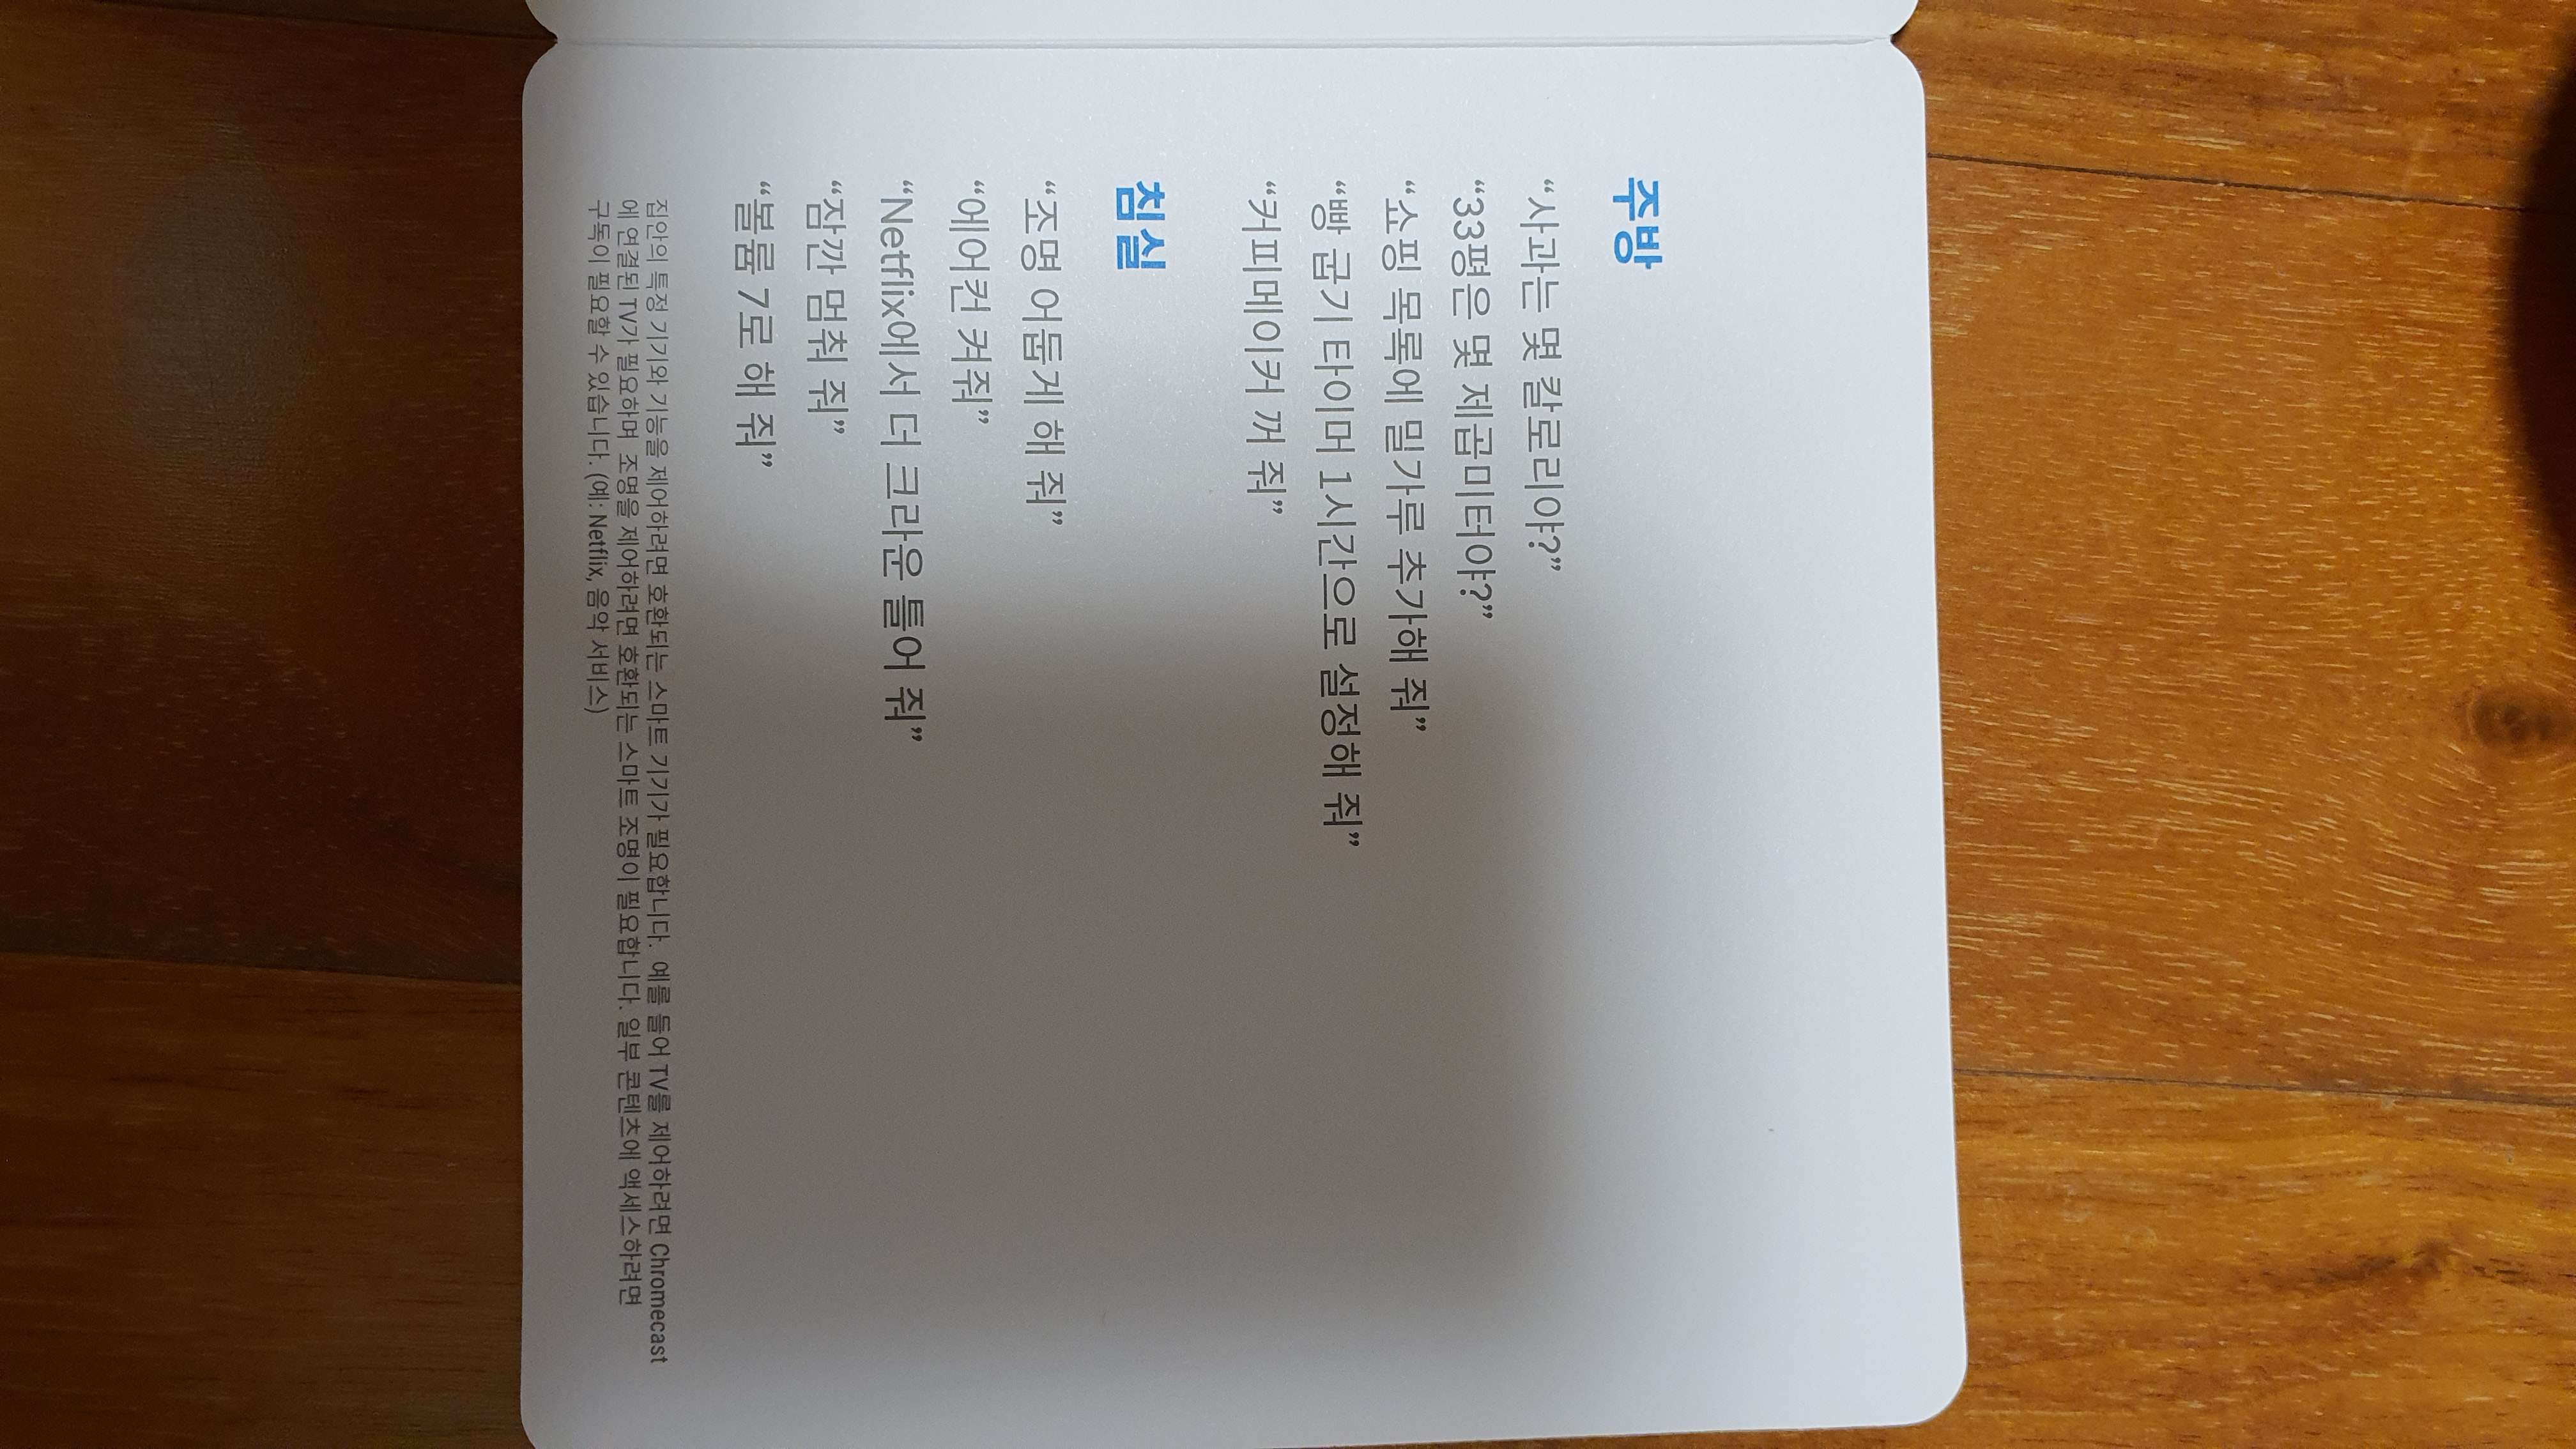 주방
“사과는 몇 칼로리야?”
“33평은 몇 제곱미터야?”
“쇼핑 목록에 밀가루 추가해 줘”
“빵 굽기 타이머 1시간으로 설정해 줘”
“커피메이커 꺼 줘”
침실
“조명 어둡게 해 줘”
“에어컨 켜줘”
“Netflix에서 더 크라운 틀어 줘”
“잠깐 멈춰 줘”
“볼륨 7로 해 줘”
집안의 특정 기기와 기능을 제어하려면 호환되는 스마트 기기가 필요합니다. 예를 들어 TV를 제어하려면 Chromecast
에 연결된 TV가 필요하며 조명을 제어하려면 호환되는 스마트 조명이 필요합니다. 일부 콘텐츠에 액세스하려면
구독이 필요할 수 있습니다. (예: Netflix, 음악 서비스)